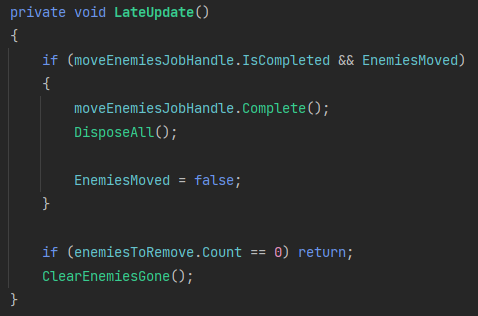 private void LateUpdate()
{
    if (moveEnemiesJobHandle.IsCompleted && EnemiesMoved)
    {
        moveEnemiesJobHandle.Complete();
        DisposeAll();

        EnemiesMoved = false;
    }

    if (enemiesToRemove.Count == 0) return;
    ClearEnemiesGone();
}